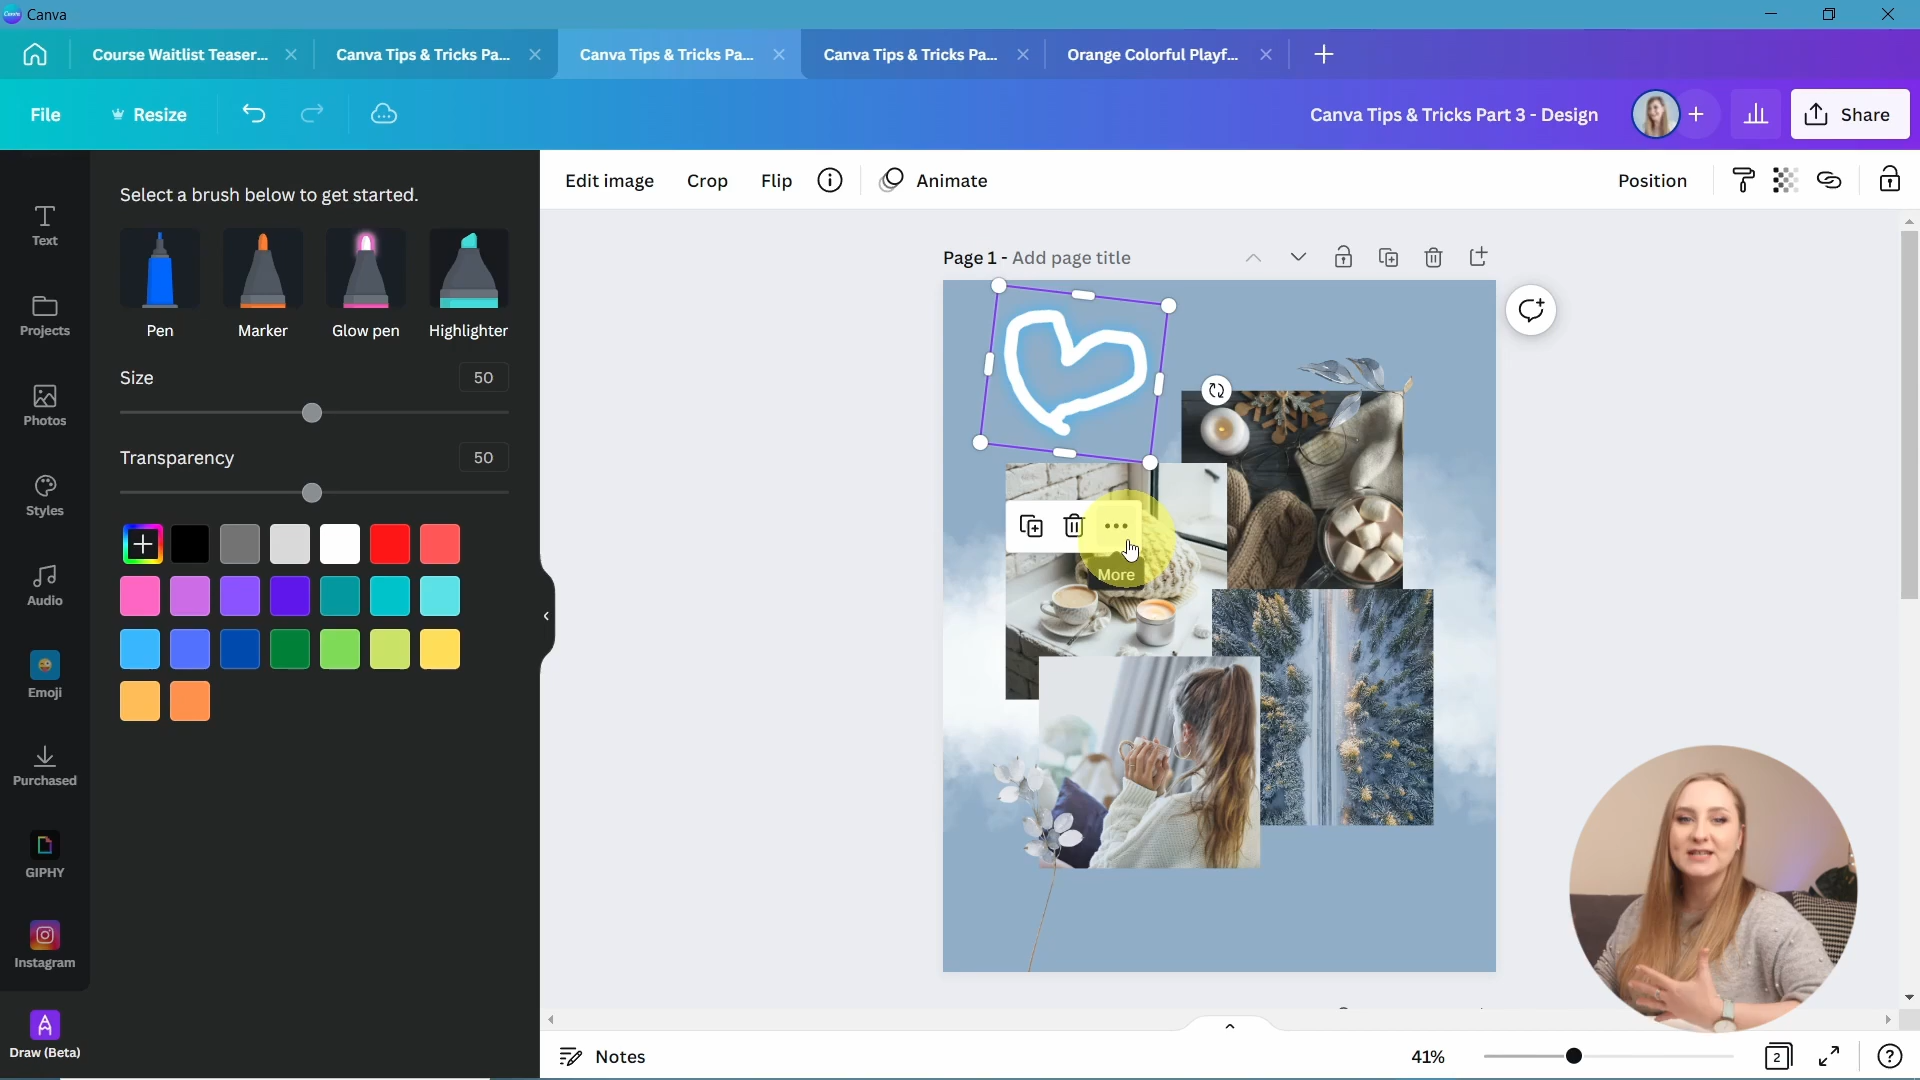 Canva
Course Waitlist Teaser...
Canva Tips & Tricks Pa...
Canva Tips & Tricks Pa...
Canva Tips & Tricks Pa...
Orange Colorful Playf...
File
Resize
Canva Tips & Tricks Part 3 - Design
Share
Edit image
Crop
Flip
Animate
Position
Text
Projects
Photos
Styles
Audio
Emoji
Purchased
GIPHY
Instagram
Draw (Beta)
Select a brush below to get started.
Pen
Marker
Glow pen
Highlighter
Size
50
Transparency
50
Page 1 - Add page title
More
Notes
41%
2